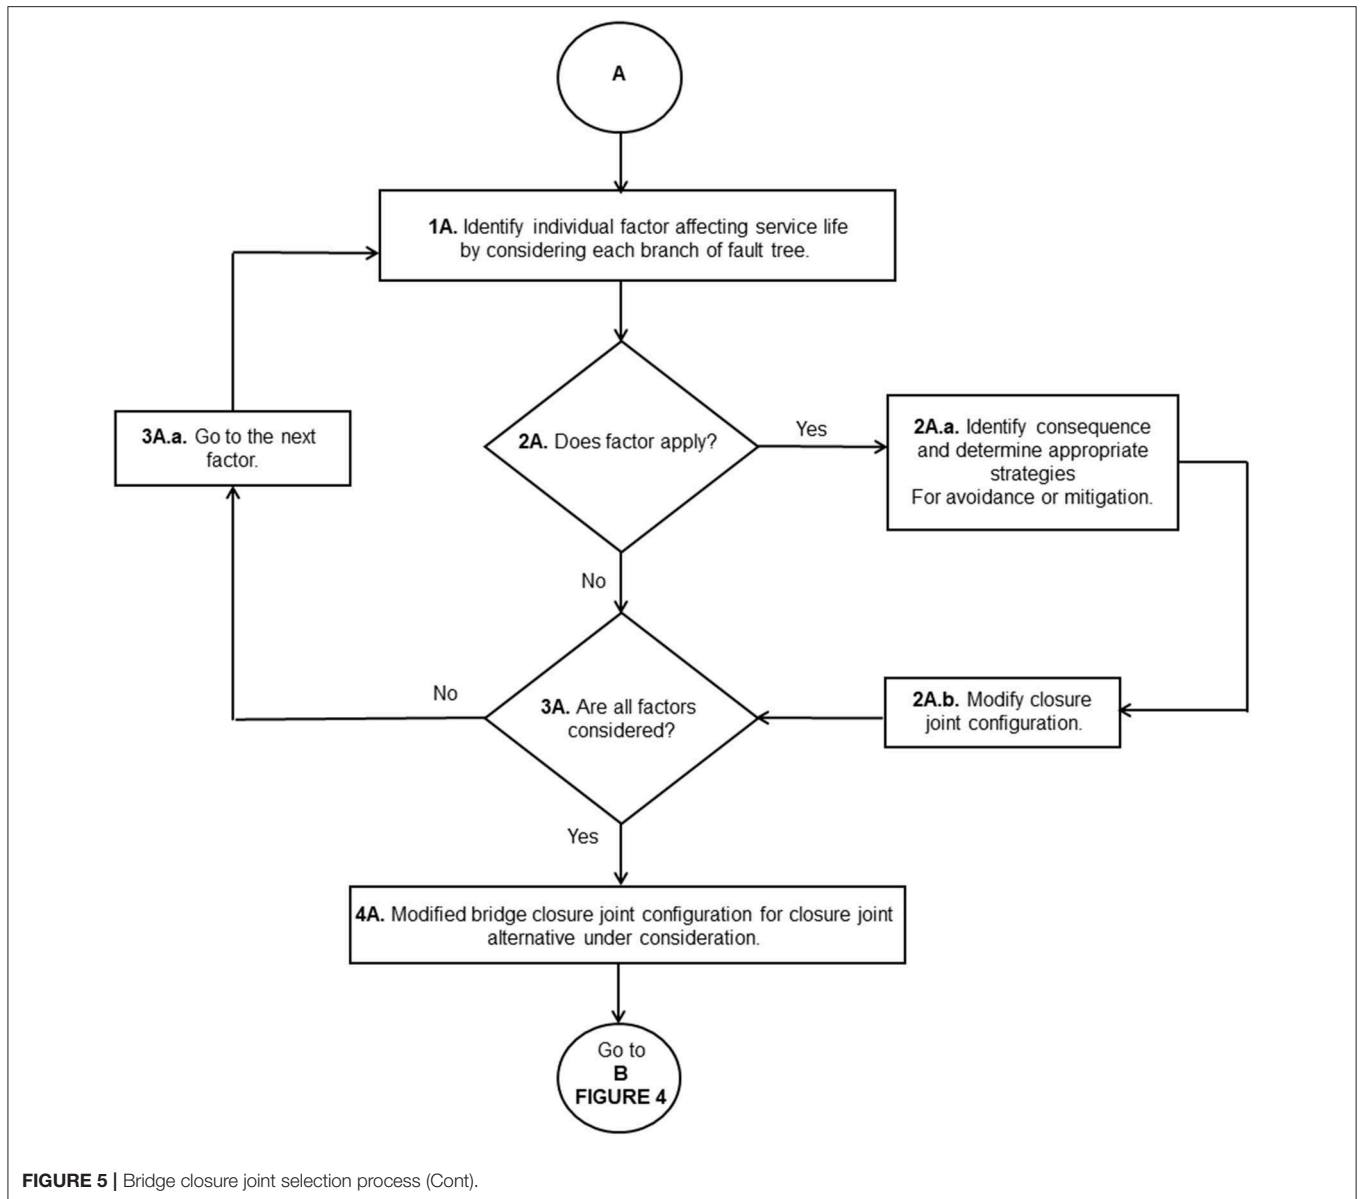 A
1A. Identify individual factor affecting service life
by considering each branch of fault tree.
3A.a. Go to the next
factor.
2A. Does factor apply?
Yes
2A.a. Identify consequence
and determine appropriate
strategies
For avoidance or mitigation.
No
No
3A. Are all factors
considered?
2A.b. Modify closure
joint configuration.
Yes
4A. Modified bridge closure joint configuration for closure joint
alternative under consideration.
Go to
B
FIGURE 4
FIGURE 5 | Bridge closure joint selection process (Cont).